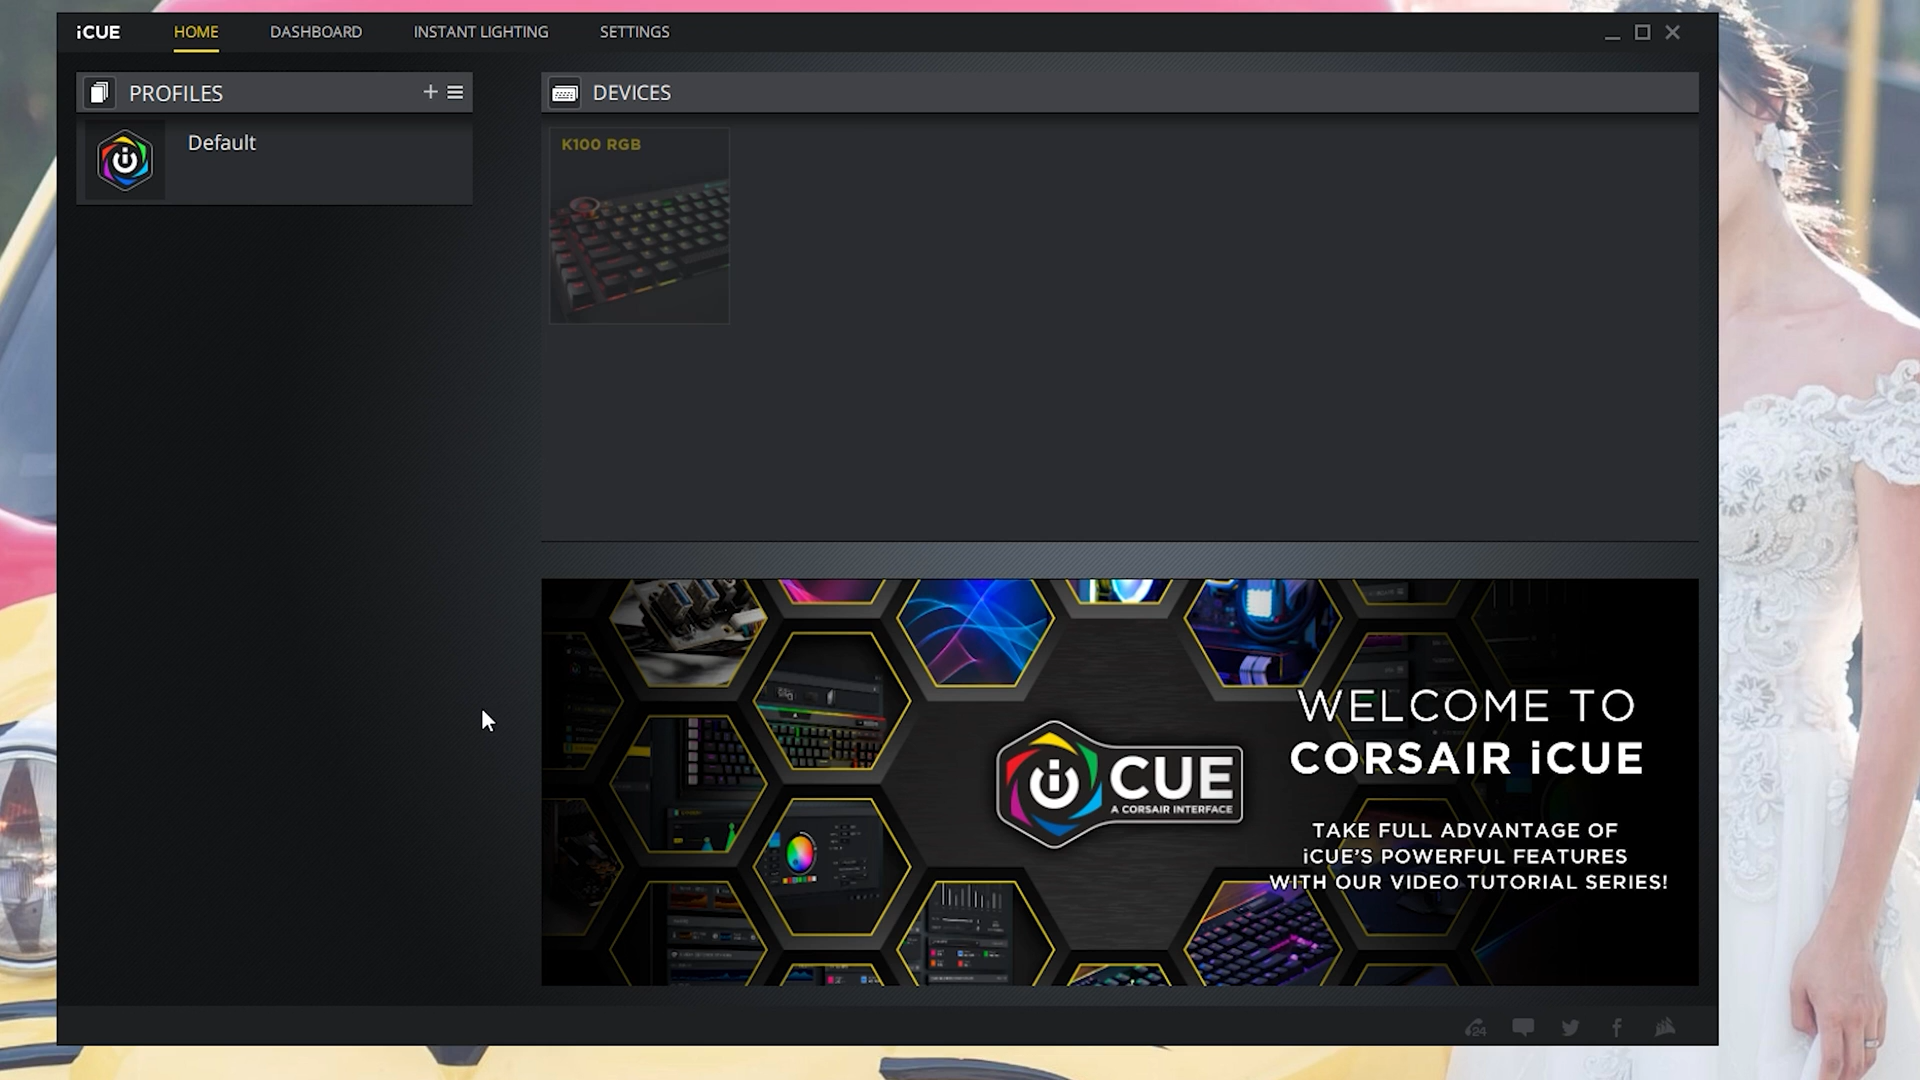 iCUE
HOME
DASHBOARD
INSTANT LIGHTING
SETTINGS
PROFILES
DEVICES
Default
K100 RGB
CUE
A CORSAIR INTERFACE
WELCOME TO
CORSAIR iCUE
TAKE FULL ADVANTAGE OF
iCUE'S POWERFUL FEATURES
WITH OUR VIDEO TUTORIAL SERIES!
24